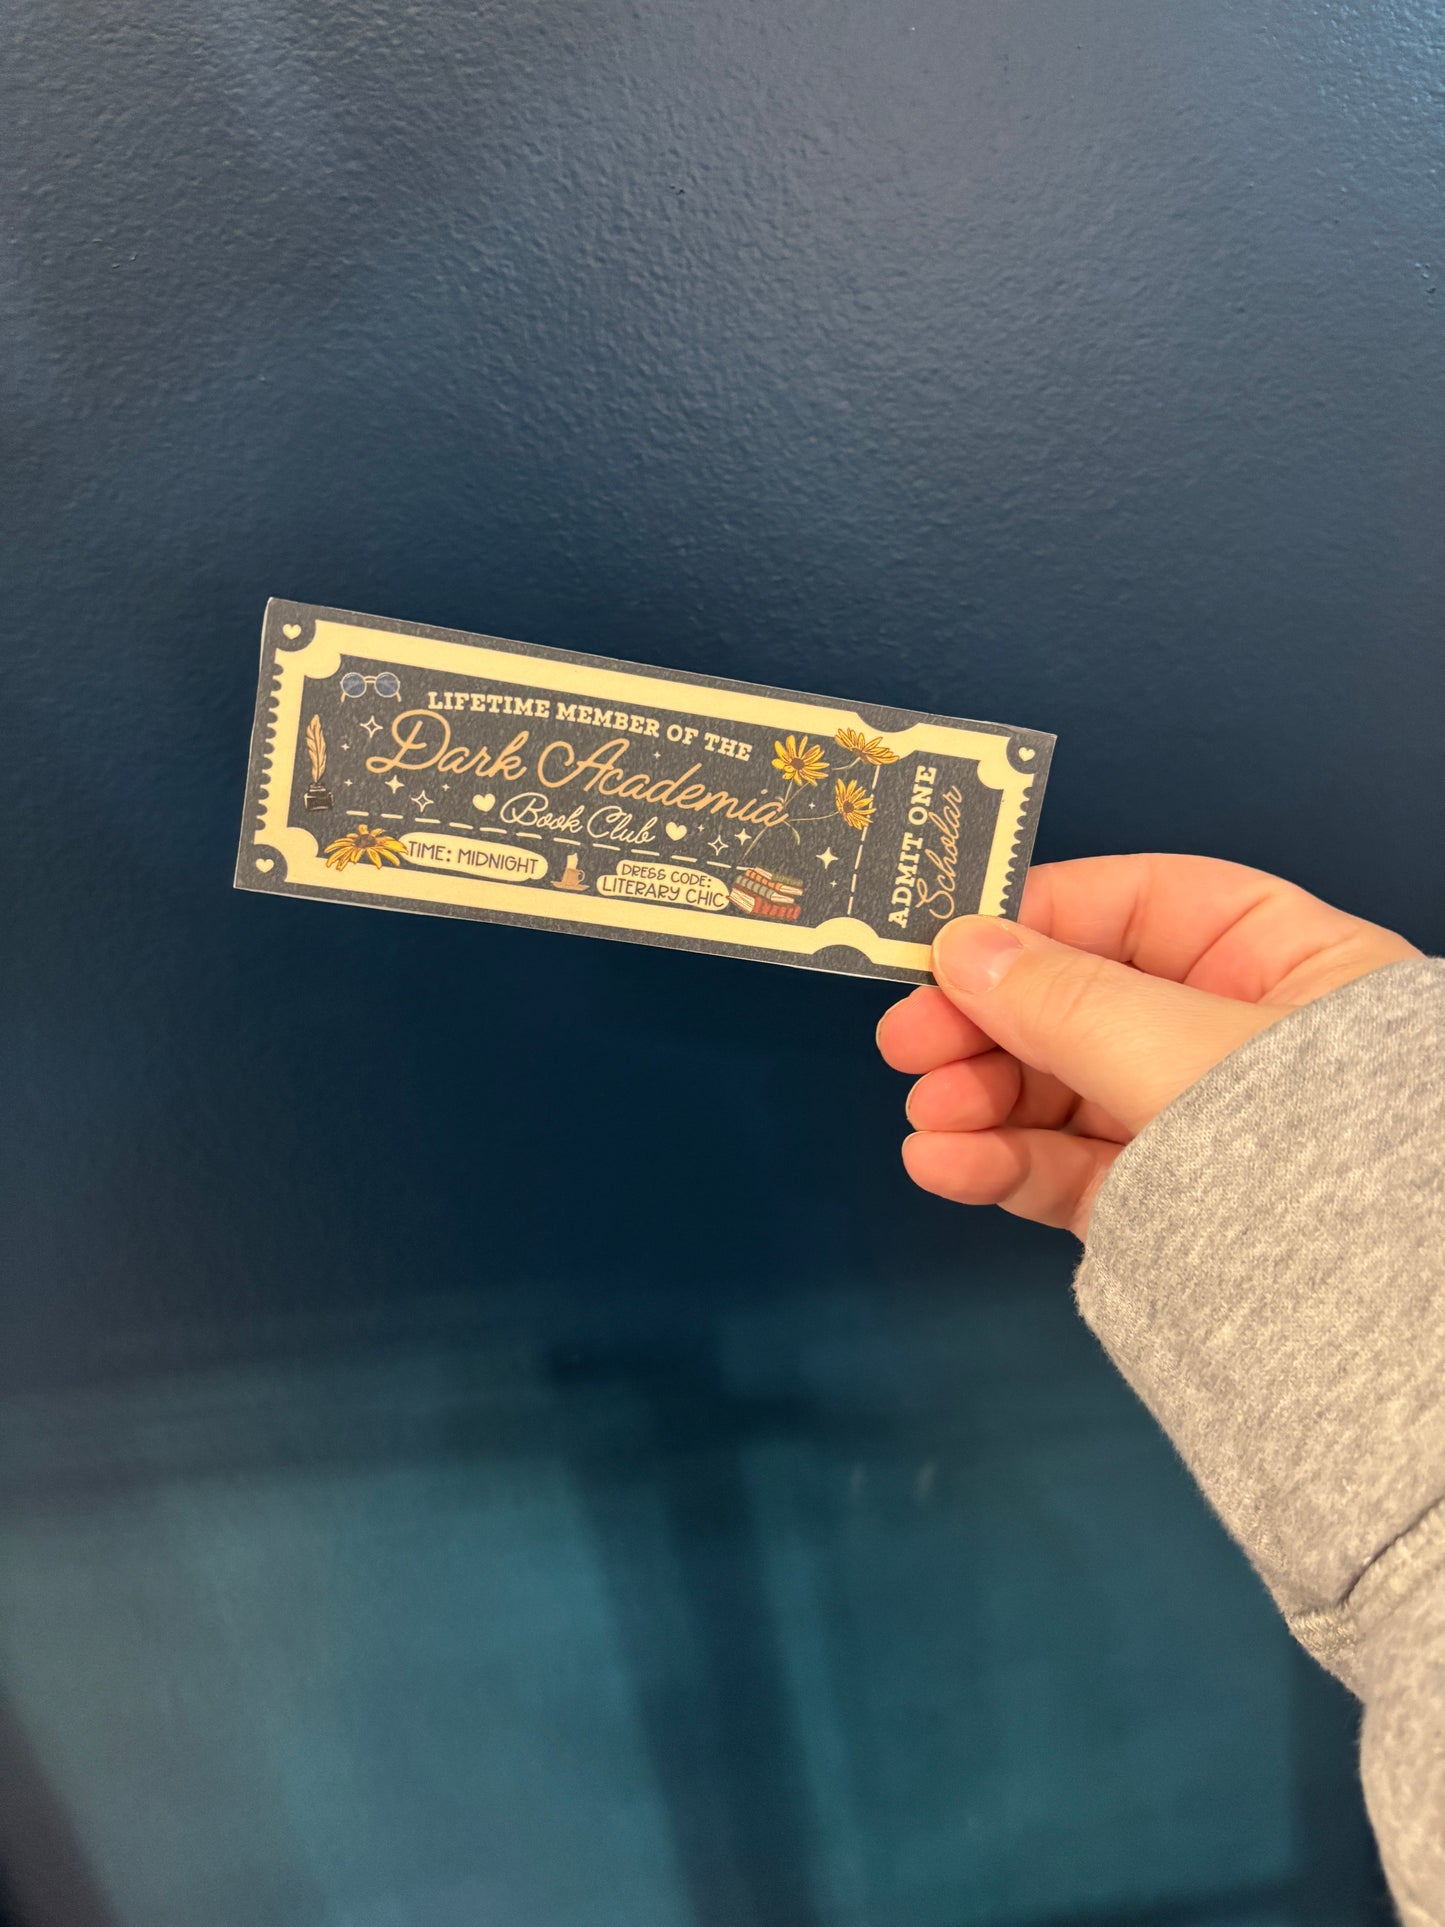 LIFETIME MEMBER OF THE
Dark Academia
Book Club
TIME: MIDNIGHT
DRESS CODE:
LITERARY CHIC
ADMIT ONE
Scholar